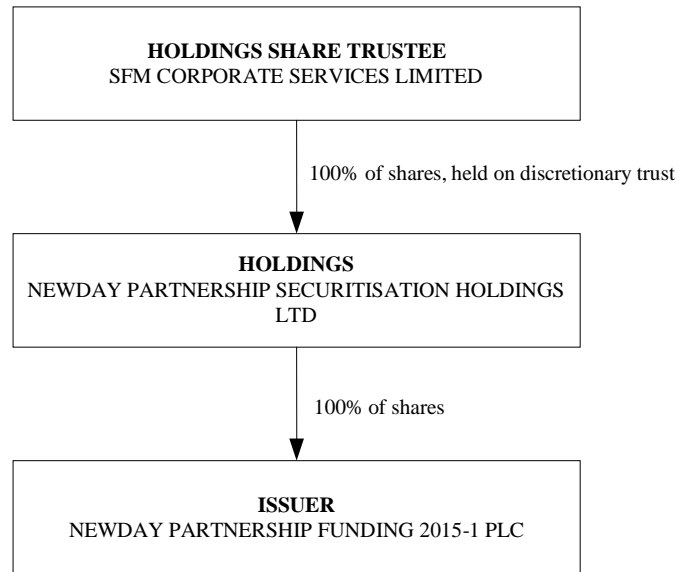 HOLDINGS SHARE TRUSTEE
SFM CORPORATE SERVICES LIMITED
100% of shares, held on discretionary trust
HOLDINGS
NEWDAY PARTNERSHIP SECURITISATION HOLDINGS
LTD
100% of shares
ISSUER
NEWDAY PARTNERSHIP FUNDING 2015-1 PLC